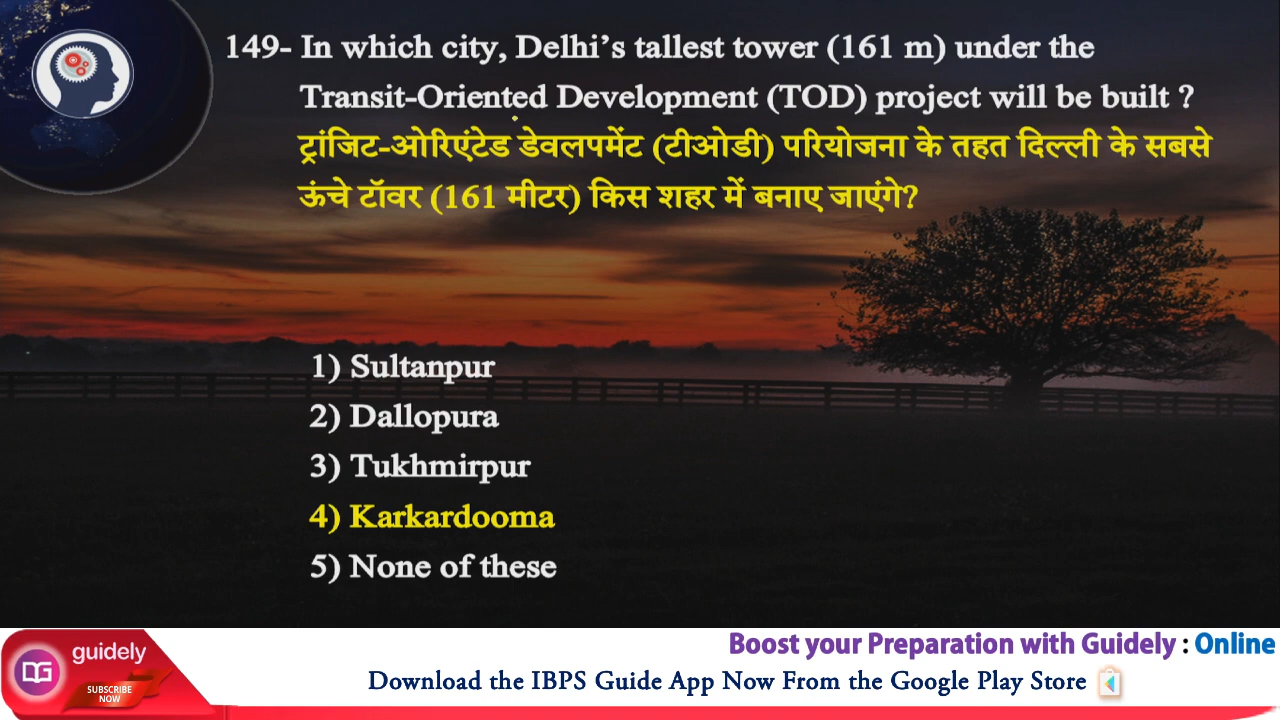 149- In which city, Delhi’s tallest tower (161 m) under the
Transit-Oriented Development (TOD) project will be built ?
ट्रांजिट-ओरिएंटेड डेवलपमेंट (टीओडी) परियोजना के तहत दिल्ली के सबसे
ऊंचे टॉवर (161 मीटर) किस शहर में बनाए जाएंगे?
1) Sultanpur
2) Dallopura
3) Tukhmirpur
4) Karkardooma
5) None of these
guidely
SUBSCRIBE
NOW
Boost your Preparation with Guidely : Online
Download the IBPS Guide App Now From the Google Play Store